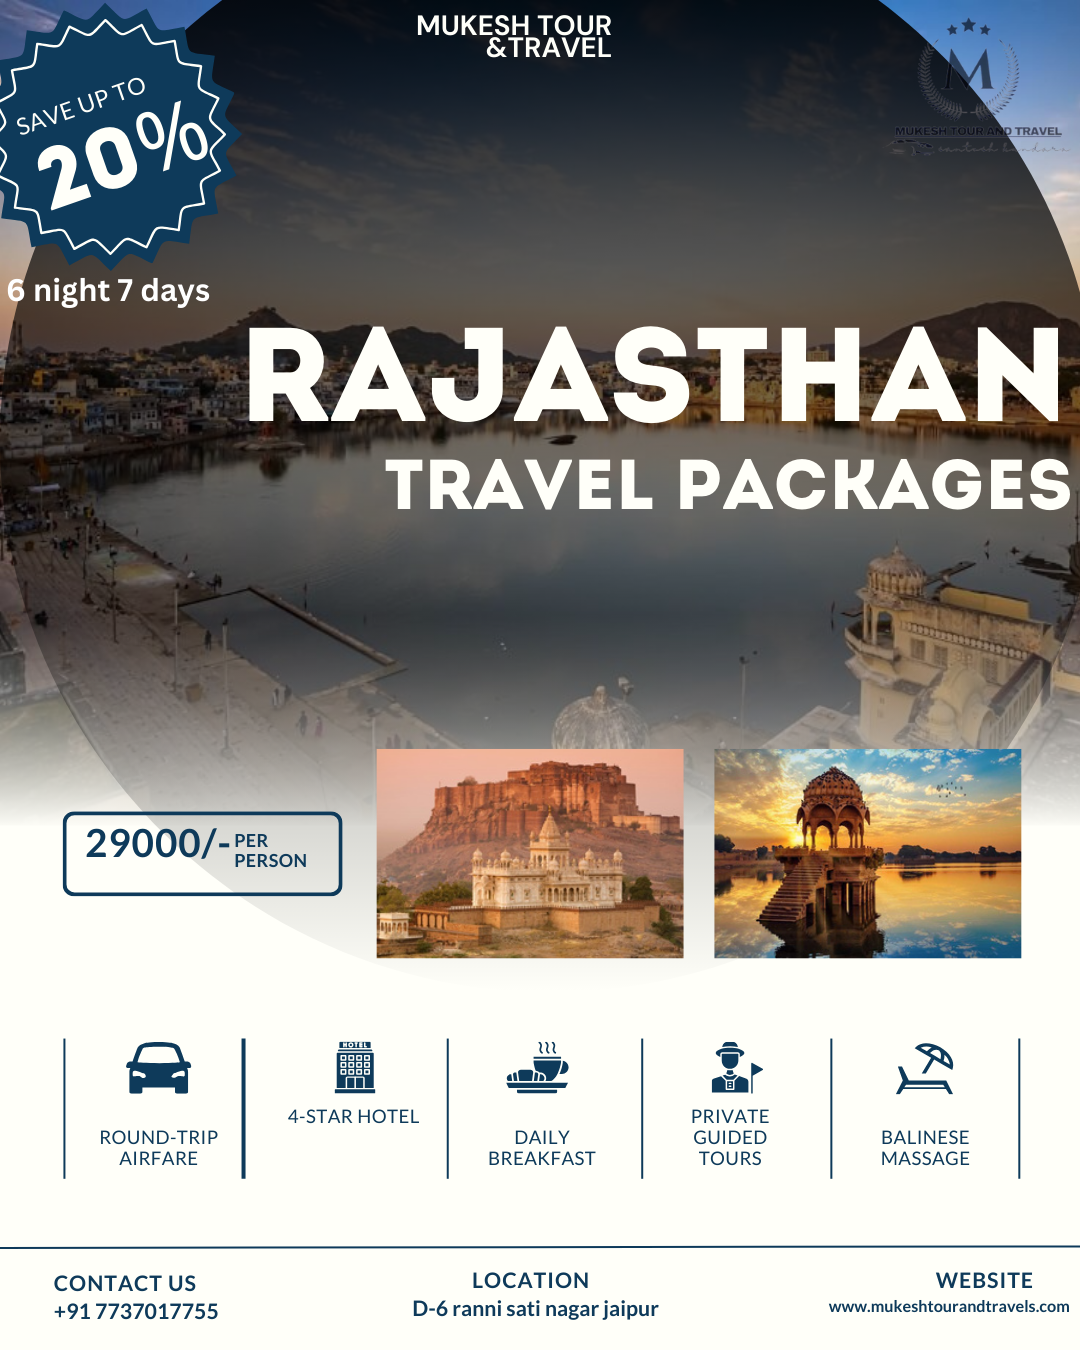 MUKESH TOUR
&TRAVEL
M
MUKESH TOUR AND TRAVEL
SAVE UP TO
20%
6 night 7 days
RAJASTHAN
TRAVEL PACKAGES
29000/- PER
PERSON
HOTEL
ROUND-TRIP
AIRFARE
4-STAR HOTEL
DAILY
BREAKFAST
PRIVATE
GUIDED
TOURS
BALINESE
MASSAGE
CONTACT US
+91 7737017755
LOCATION
D-6 ranni sati nagar jaipur
WEBSITE
www.mukeshtourandtravels.com